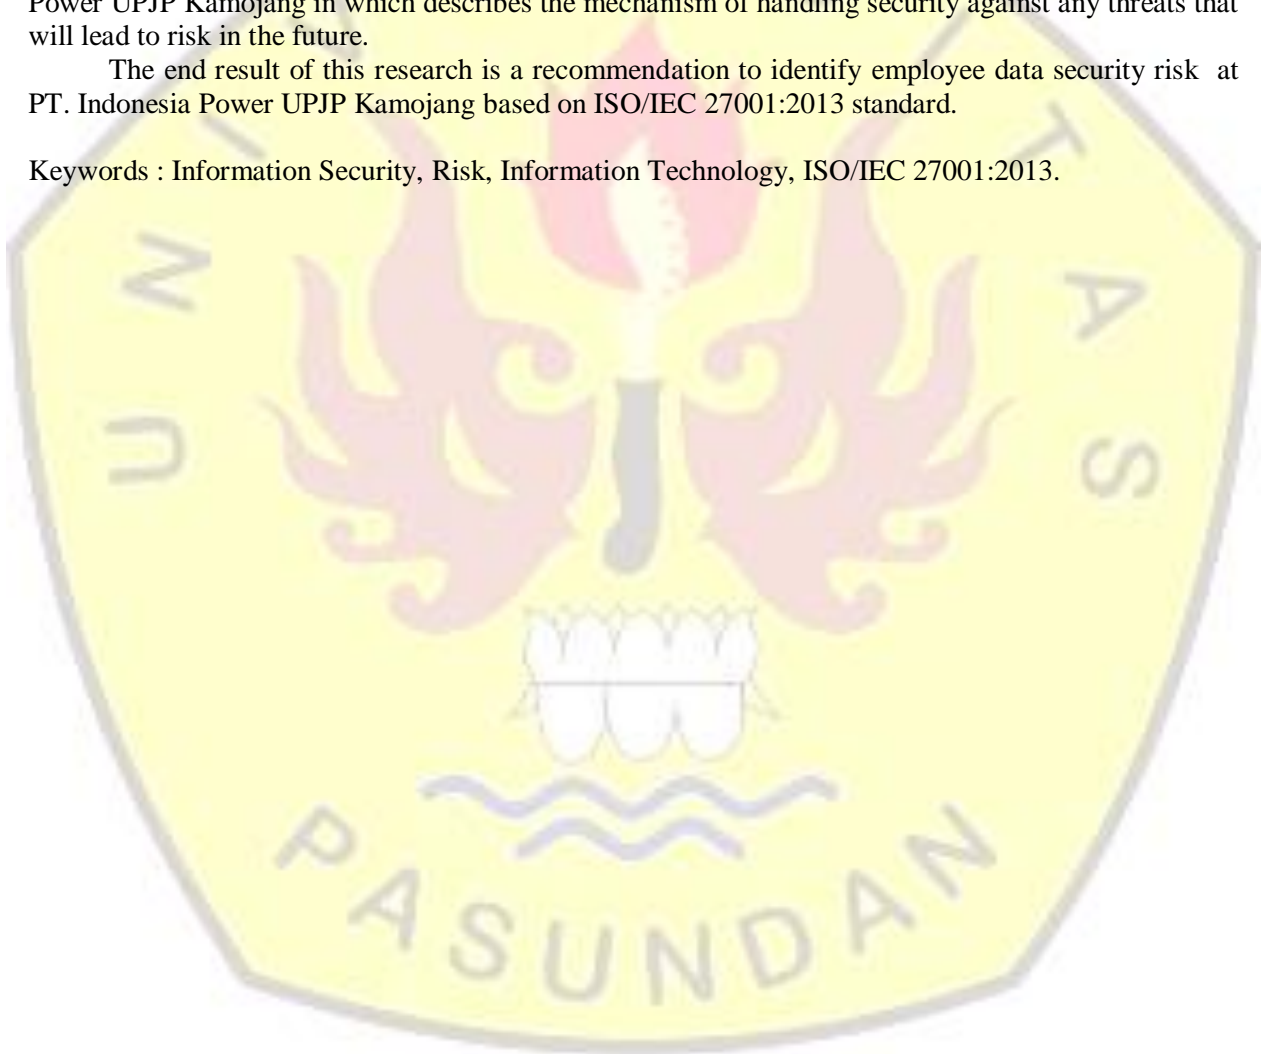 Power UPJP Kamojang in which describes the mechanism of handling security against any threats that
will lead to risk in the future.
The end result of this research is a recommendation to identify employee data security risk at
PT. Indonesia Power UPJP Kamojang based on ISO/IEC 27001:2013 standard.
Keywords : Information Security, Risk, Information Technology, ISO/IEC 27001:2013.
U N I T A S
PASUNDAN